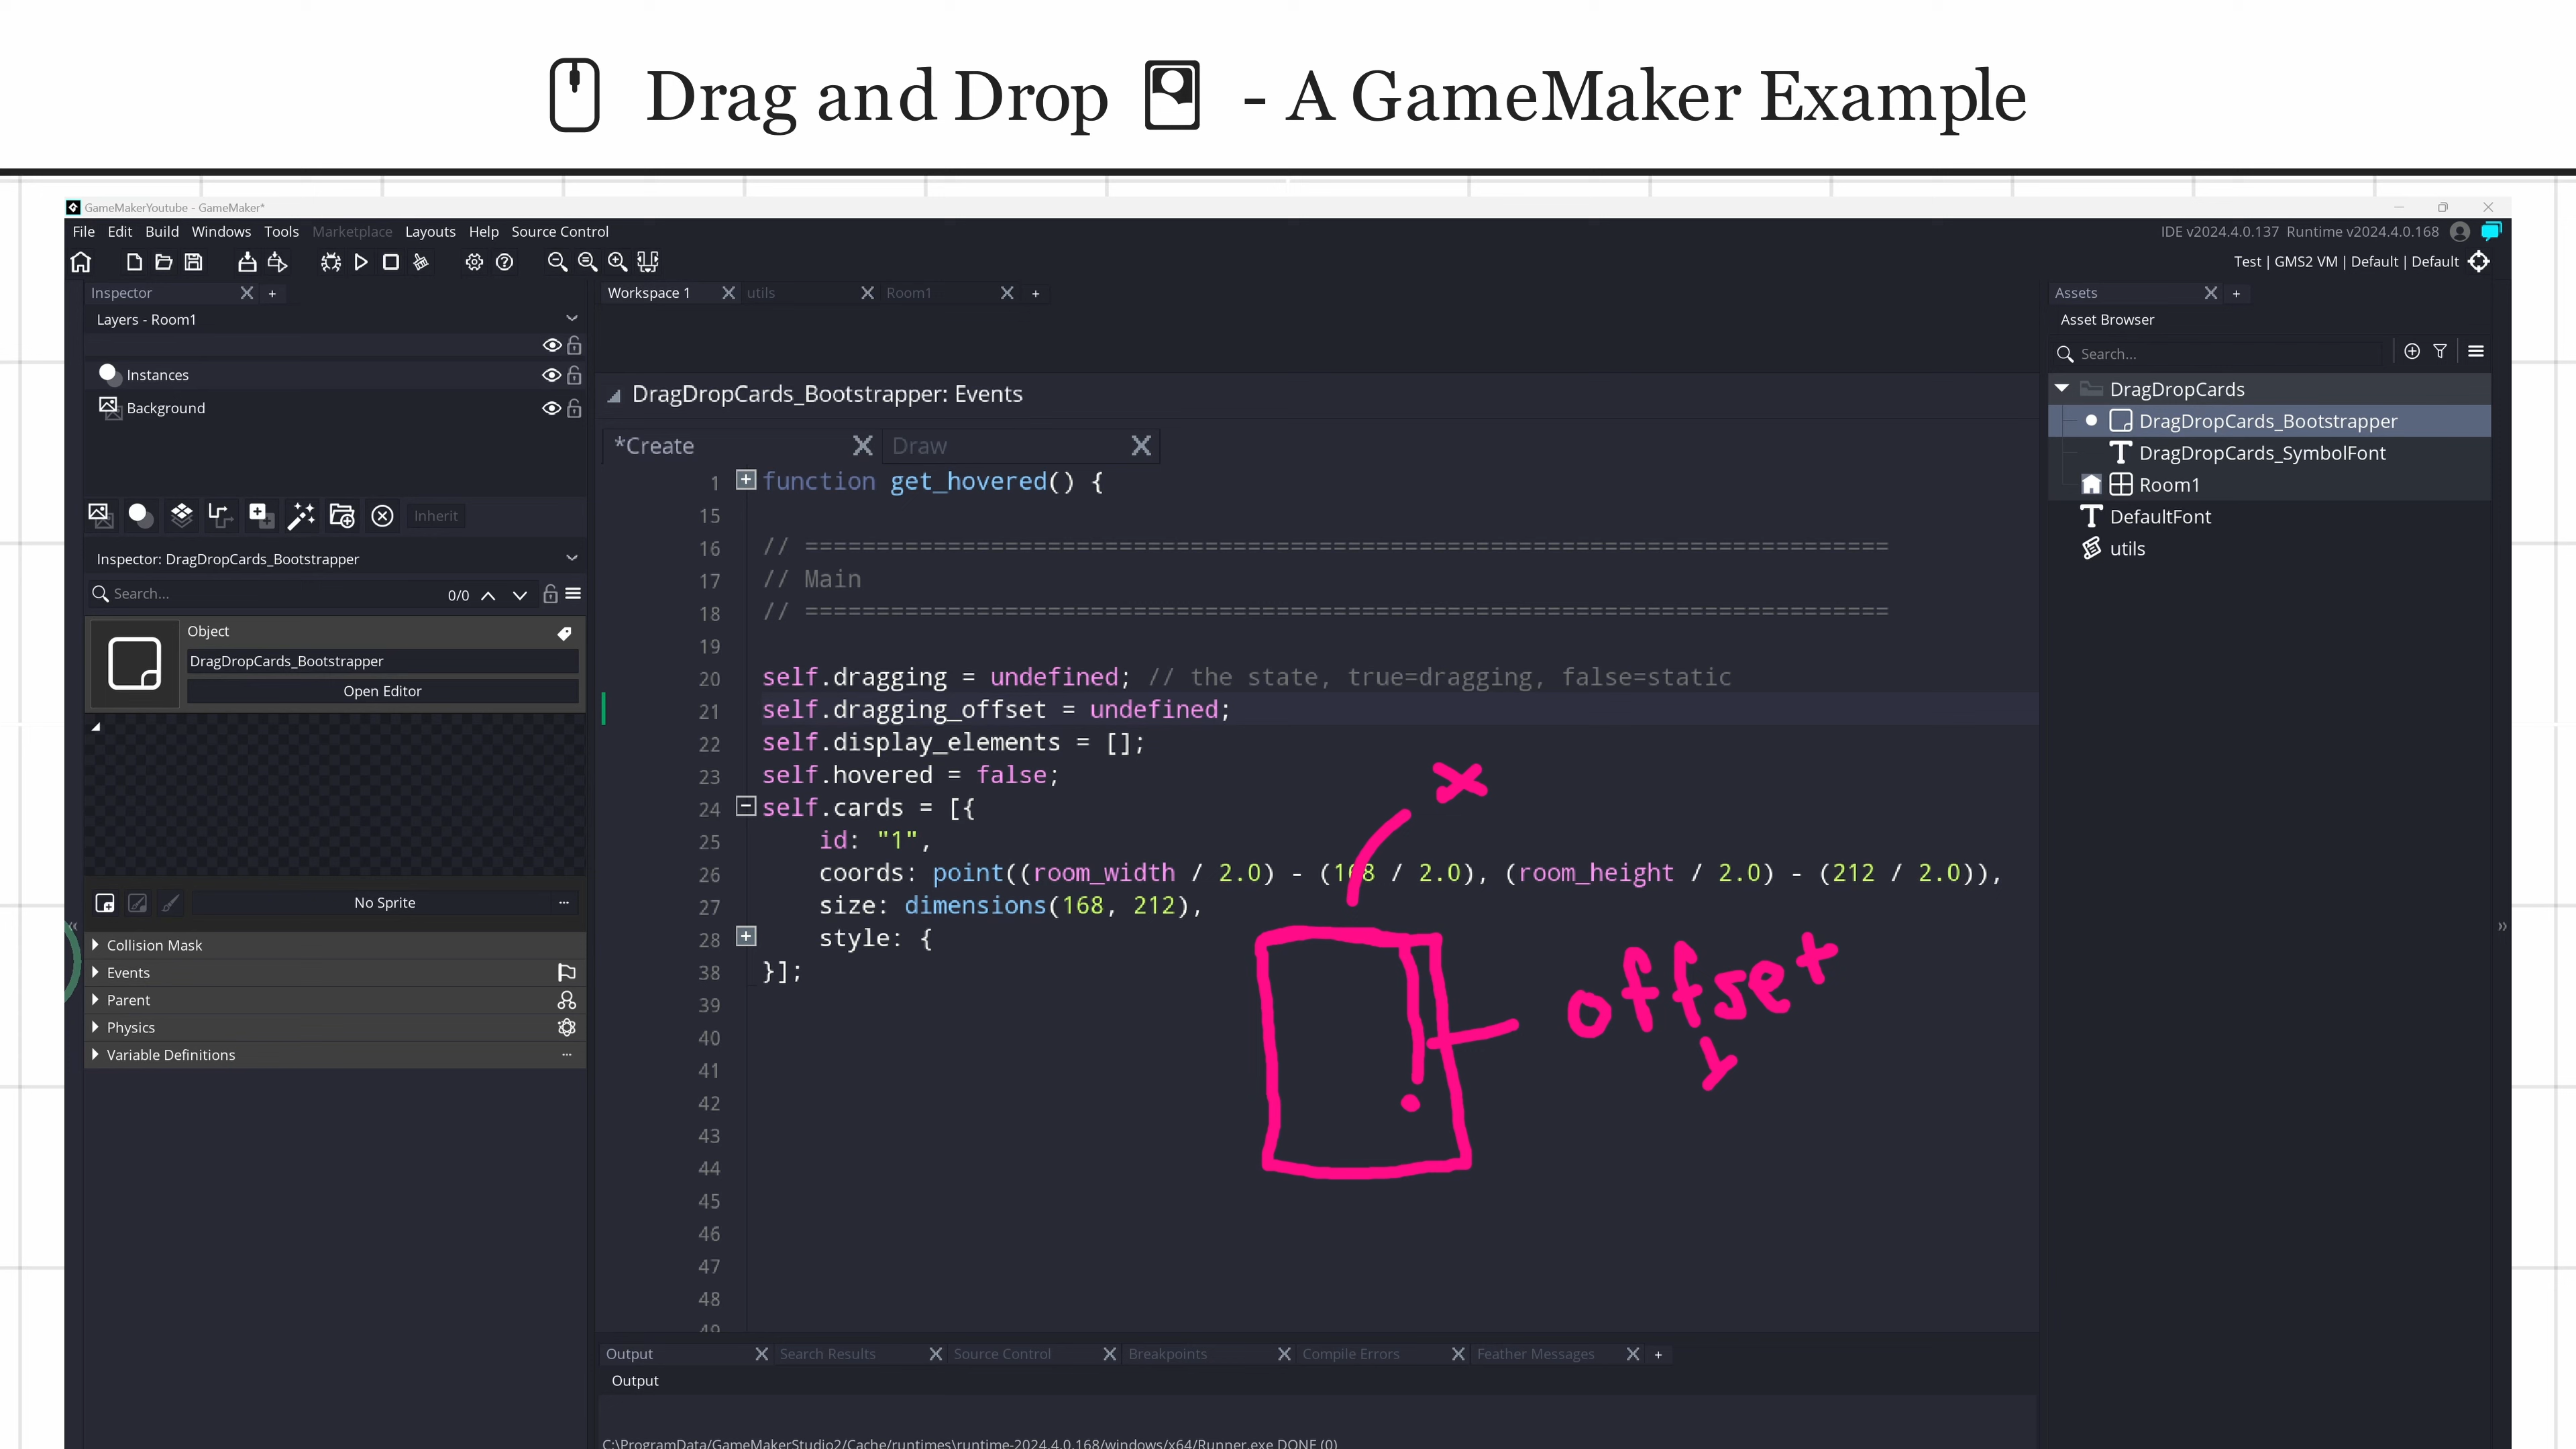 Drag and Drop - A GameMaker Example
GameMakerYoutube - GameMaker*
File Edit Build Windows Tools Marketplace Layouts Help Source Control
IDE v2024.4.0.137 Runtime v2024.4.0.168
Test | GMS2 VM | Default | Default
Inspector
Layers - Room1
Instances
Background
Inherit
Inspector: DragDropCards_Bootstrapper
Search... 0/0
Object
DragDropCards_Bootstrapper
Open Editor
No Sprite
Collision Mask
Events
Parent
Physics
Variable Definitions
Workspace 1 utils Room1
DragDropCards_Bootstrapper: Events
*Create Draw
1 function get_hovered() {
15
16 // ============================================================================
17 // Main
18 // ============================================================================
19
20 self.dragging = undefined; // the state, true=dragging, false=static
21 self.dragging_offset = undefined;
22 self.display_elements = [];
23 self.hovered = false;
24 self.cards = [{
25 id: "1",
26 coords: point((room_width / 2.0) - (168 / 2.0), (room_height / 2.0) - (212 / 2.0)),
27 size: dimensions(168, 212),
28 style: {
38 }];
39
40
41
42
43
44
45
46
47
48
49
x
offset
y
Output Search Results Source Control Breakpoints Compile Errors Feather Messages
Output
C:\ProgramData/GameMakerStudio2/Cache/runtimes\runtime-2024.4.0.168/windows/x64/Runner.exe DONE (0)
Assets
Asset Browser
Search...
DragDropCards
DragDropCards_Bootstrapper
DragDropCards_SymbolFont
Room1
DefaultFont
utils